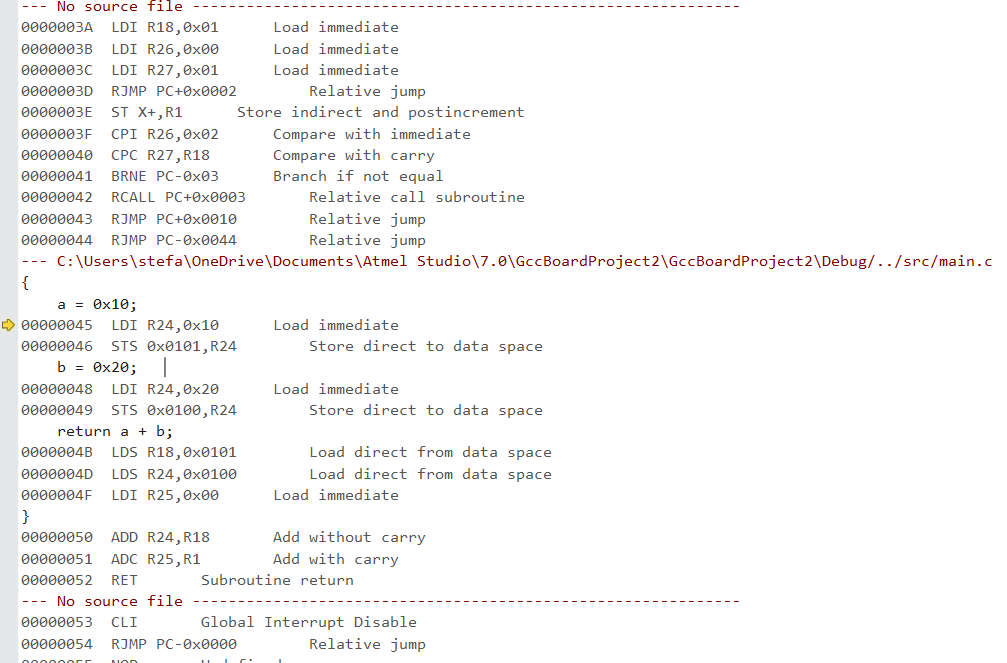 --- No source file -------------------------------------------------------------
0000003A  LDI R18,0x01      Load immediate
0000003B  LDI R26,0x00      Load immediate
0000003C  LDI R27,0x01      Load immediate
0000003D  RJMP PC+0x0002        Relative jump
0000003E  ST X+,R1      Store indirect and postincrement
0000003F  CPI R26,0x02      Compare with immediate
00000040  CPC R27,R18       Compare with carry
00000041  BRNE PC-0x03      Branch if not equal
00000042  RCALL PC+0x0003       Relative call subroutine
00000043  RJMP PC+0x0010        Relative jump
00000044  RJMP PC-0x0044        Relative jump
--- C:\Users\stefa\OneDrive\Documents\Atmel Studio\7.0\GccBoardProject2\GccBoardProject2\Debug/../src/main.c
{
    a = 0x10;
00000045  LDI R24,0x10      Load immediate
00000046  STS 0x0101,R24        Store direct to data space
    b = 0x20;
00000048  LDI R24,0x20      Load immediate
00000049  STS 0x0100,R24        Store direct to data space
    return a + b;
0000004B  LDS R18,0x0101        Load direct from data space
0000004D  LDS R24,0x0100        Load direct from data space
0000004F  LDI R25,0x00      Load immediate
}
00000050  ADD R24,R18       Add without carry
00000051  ADC R25,R1        Add with carry
00000052  RET       Subroutine return
--- No source file -------------------------------------------------------------
00000053  CLI       Global Interrupt Disable
00000054  RJMP PC-0x0000        Relative jump